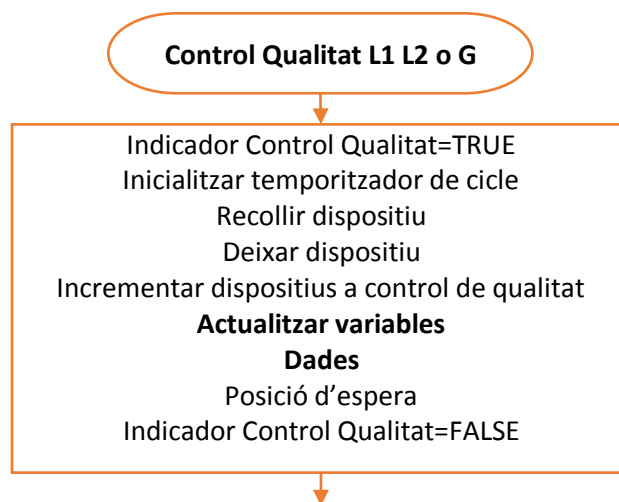 Control Qualitat L1 L2 o G
Indicador Control Qualitat=TRUE
Inicialitzar temporitzador de cicle
Recollir dispositiu
Deixar dispositiu
Incrementar dispositius a control de qualitat
Actualitzar variables
Dades
Posició d’espera
Indicador Control Qualitat=FALSE